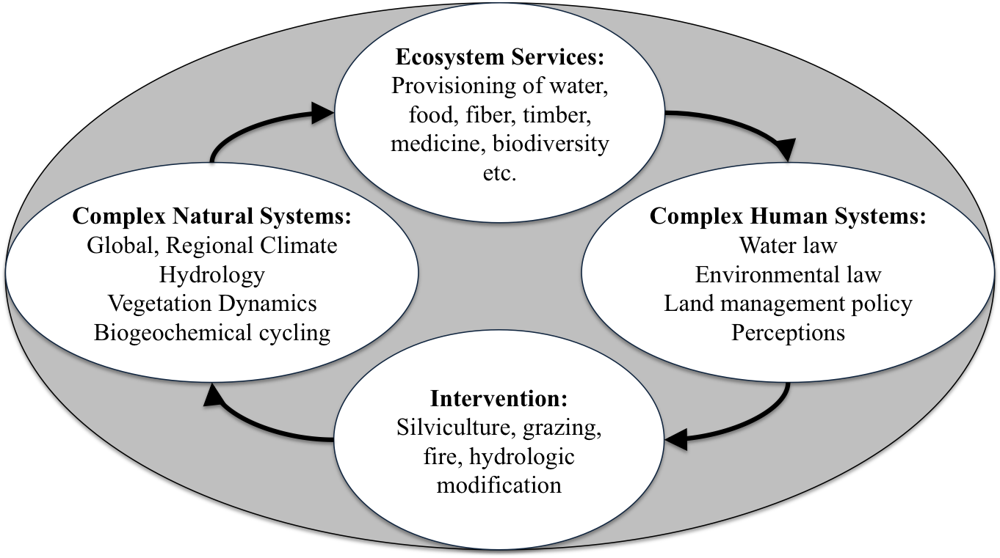 Ecosystem Services:
Provisioning of water,
food, fiber, timber,
medicine, biodiversity
etc.
Complex Natural Systems:
Global, Regional Climate
Hydrology
Vegetation Dynamics
Biogeochemical cycling
Complex Human Systems:
Water law
Environmental law
Land management policy
Perceptions
Intervention:
Silviculture, grazing,
fire, hydrologic
modification